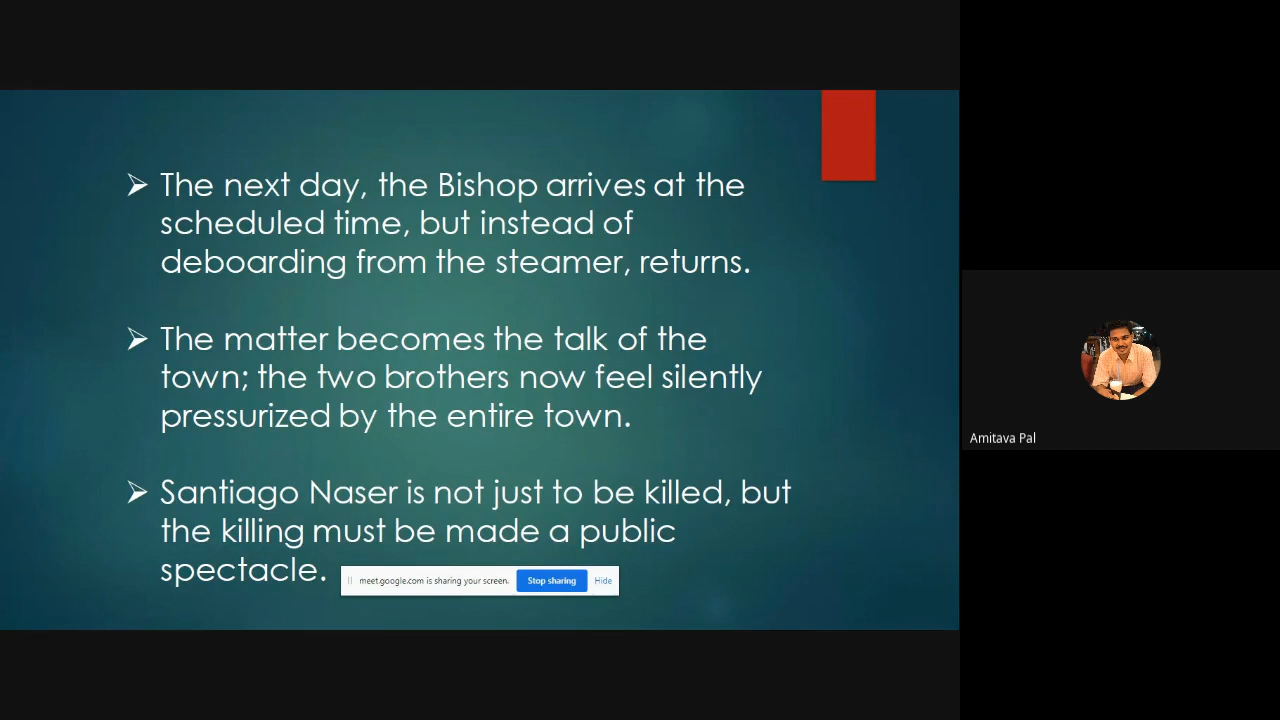 ➢ The next day, the Bishop arrives at the
scheduled time, but instead of
deboarding from the steamer, returns.
➢ The matter becomes the talk of the
town; the two brothers now feel silently
pressurized by the entire town.
➢ Santiago Naser is not just to be killed, but
the killing must be made a public
spectacle.
meet.google.com is sharing your screen. Stop sharing Hide
Amitava Pal